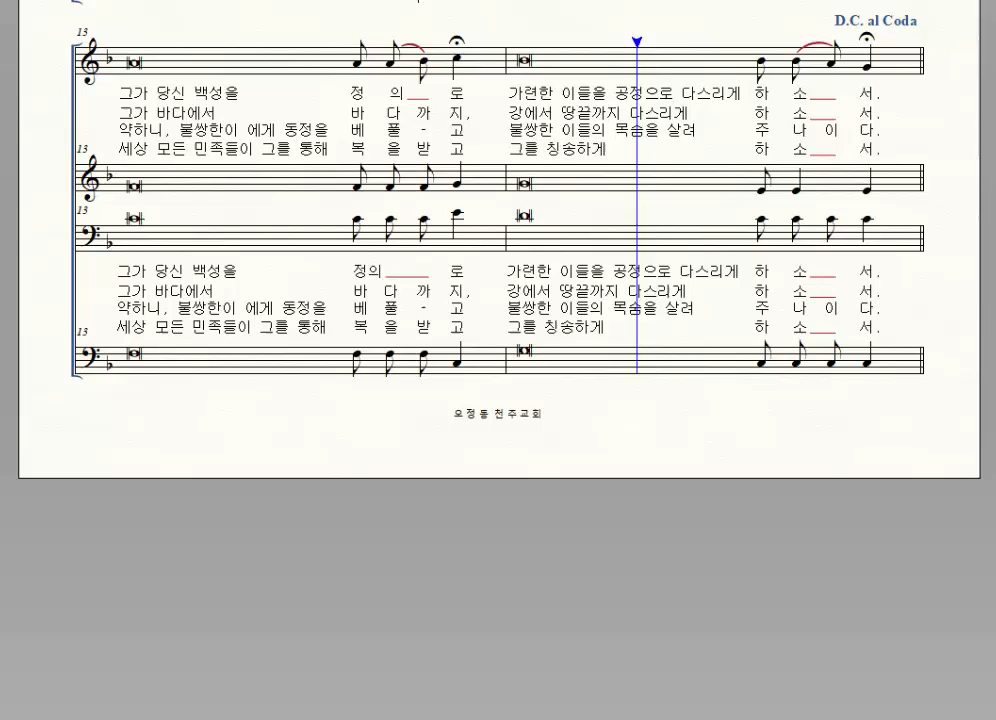 D.C. al Coda
13
그가 당신 백성을 정 의 로 가련한 이들을 공정으로 다스리게 하 소 서.
그가 바다에서 바 다 까 지, 강에서 땅끝까지 다스리게 하 소 서.
약하니, 불쌍한이 에게 동정을 베 풀 - 고 불쌍한 이들의 목숨을 살려 주 나 이 다.
세상 모든 민족들이 그를 통해 복 을 받 고 그를 칭송하게 하 소 서.
13
13
그가 당신 백성을 정의 로 가련한 이들을 공정으로 다스리게 하 소 서.
그가 바다에서 바 다 까 지, 강에서 땅끝까지 다스리게 하 소 서.
약하니, 불쌍한이 에게 동정을 베 풀 - 고 불쌍한 이들의 목숨을 살려 주 나 이 다.
세상 모든 민족들이 그를 통해 복 을 받 고 그를 칭송하게 하 소 서.
13
오정동 천주교회